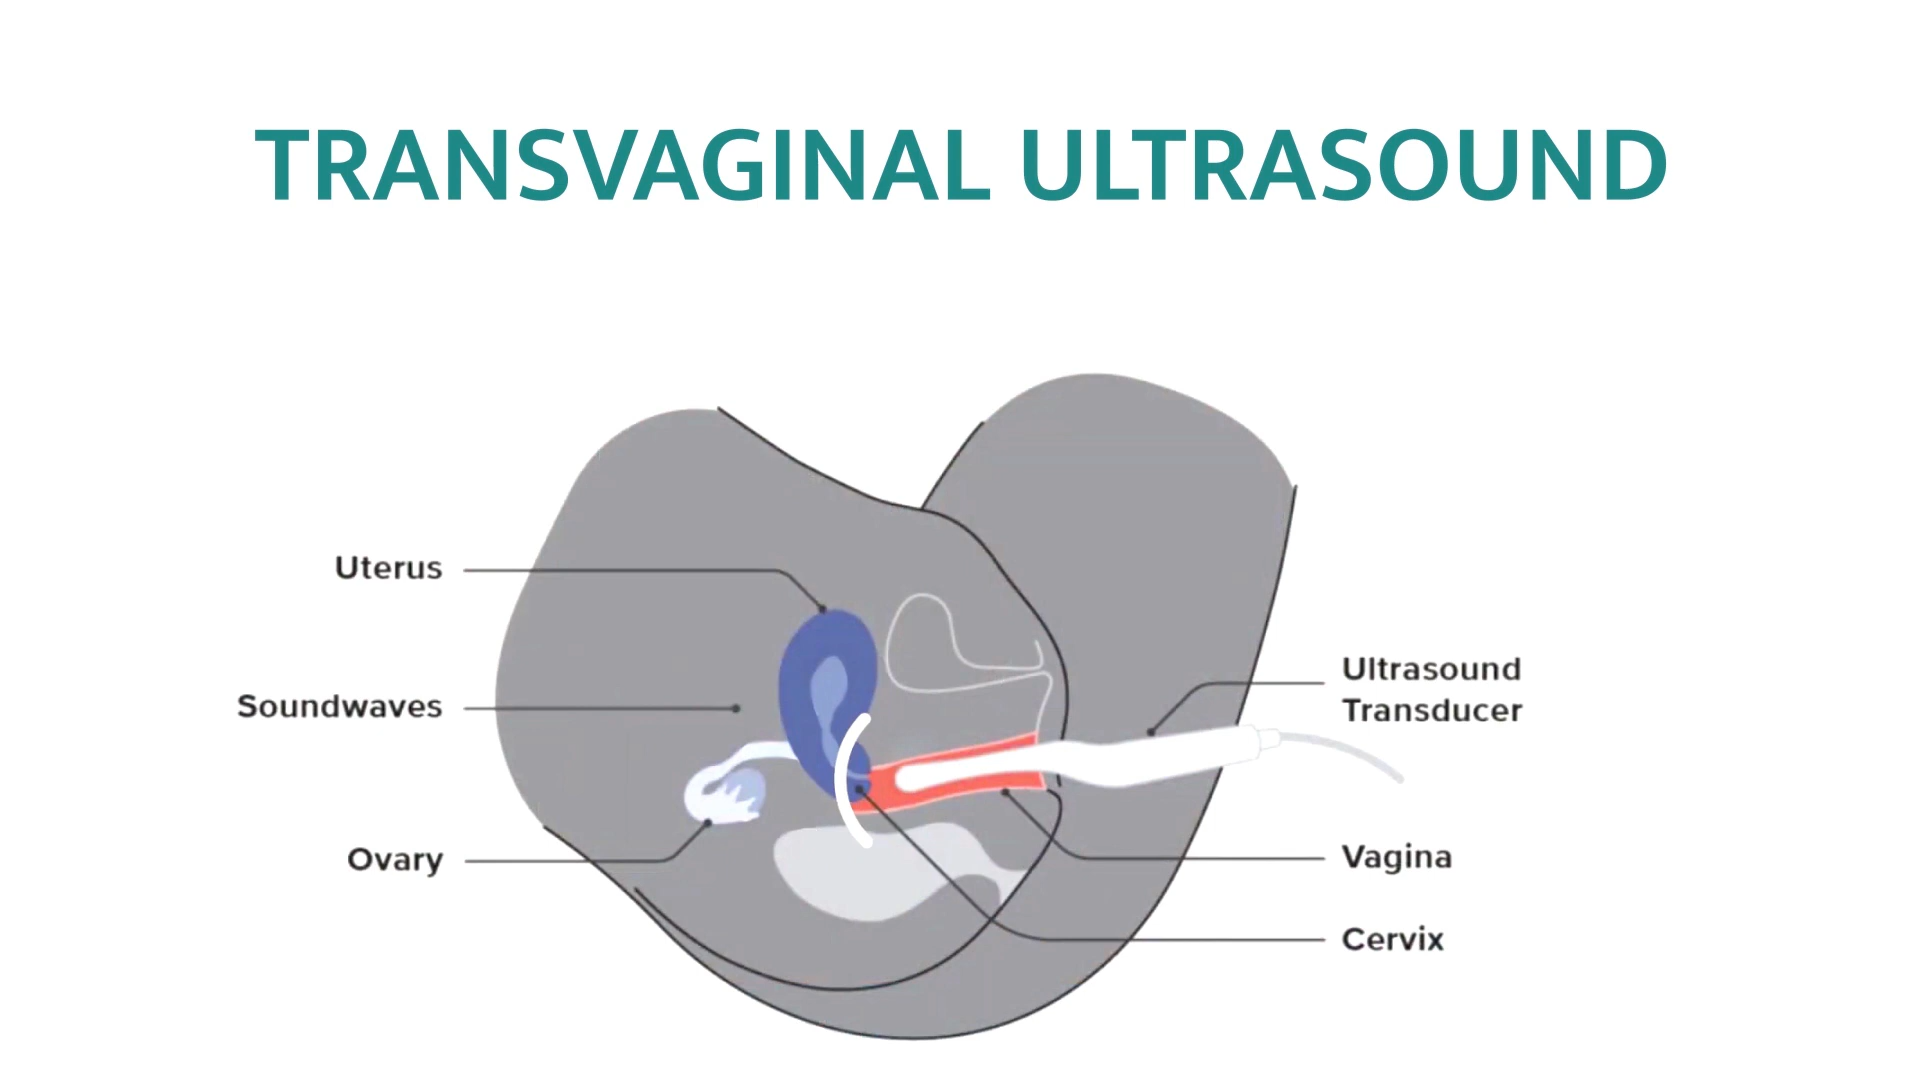 TRANSVAGINAL ULTRASOUND
Uterus
Soundwaves
Ovary
Ultrasound
Transducer
Vagina
Cervix